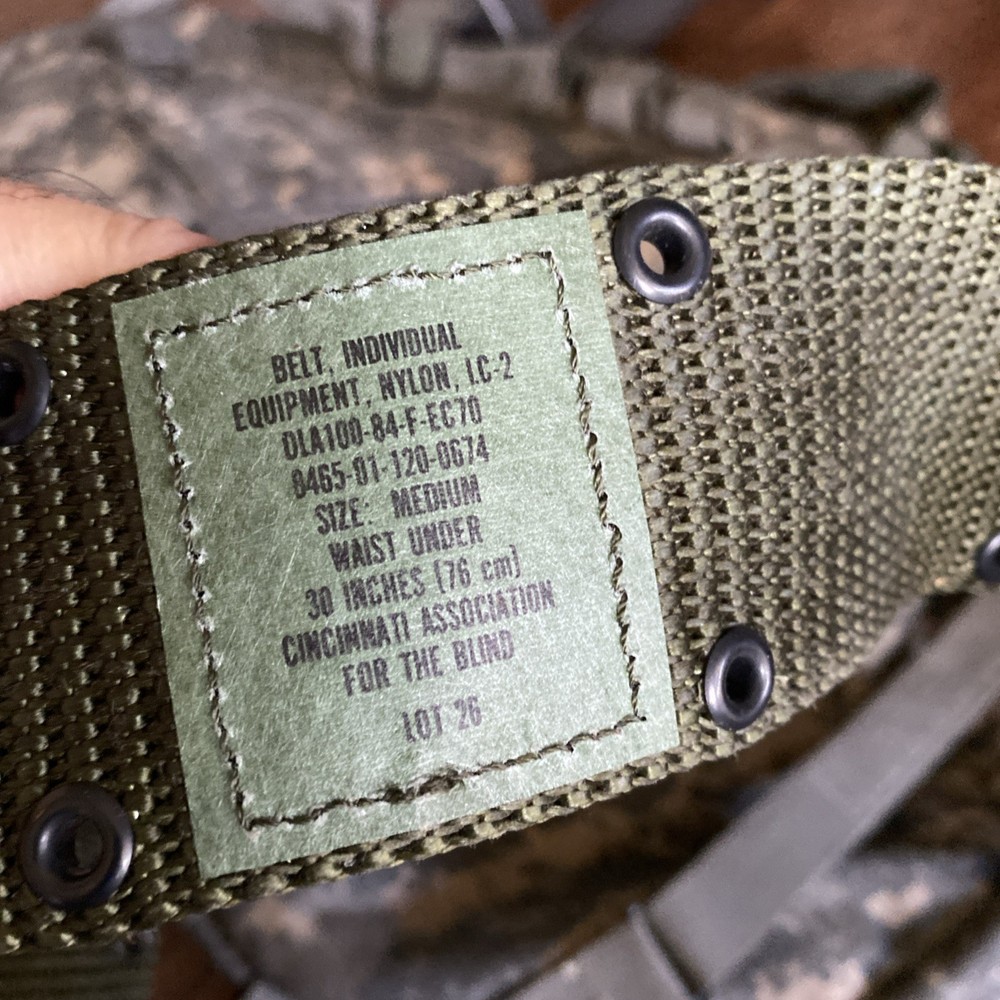 BELT, INDIVIDUAL
EQUIPMENT, NYLON, LC-2
DLA100-84-F-EC70
8465-01-120-0674
SIZE: MEDIUM
WAIST UNDER
30 INCHES (76 cm)
CINCINNATI ASSOCIATION
FOR THE BLIND
LOT 26